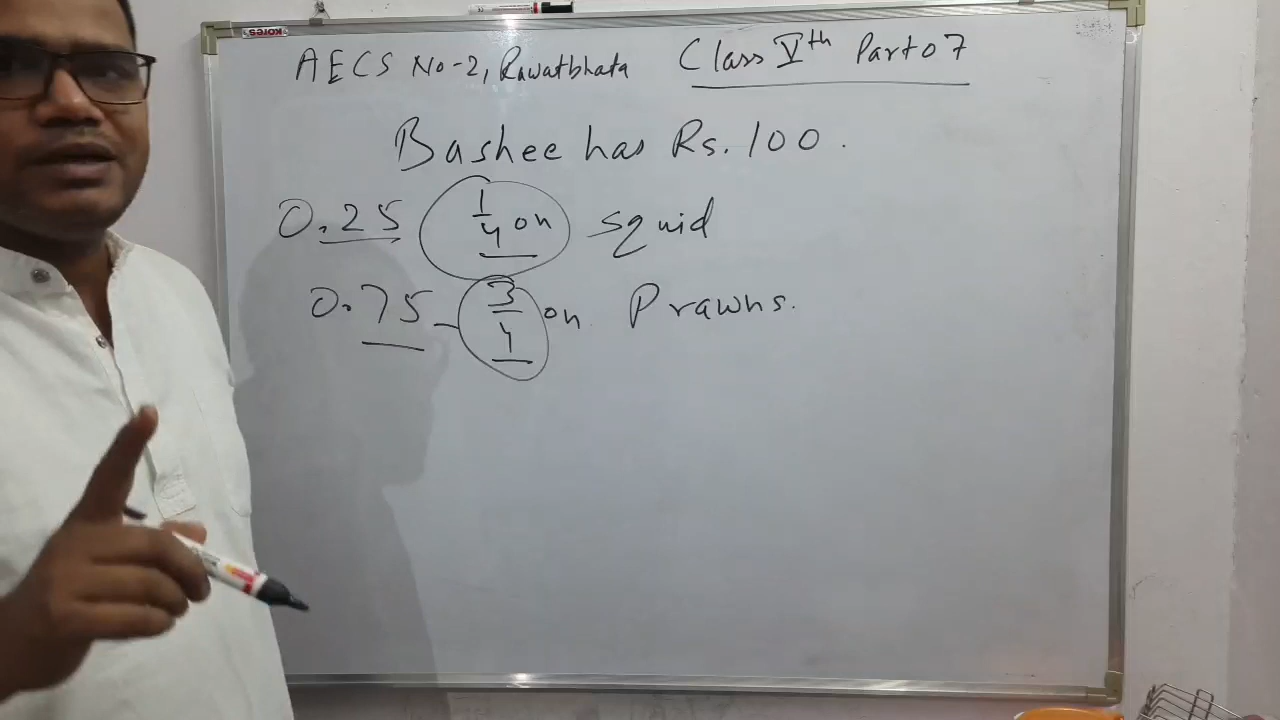 KORES
AECS No-2, Rawatbhata Class Vth Part 07
Bashee has Rs. 100.
0.25 1/4 on squid
0.75 - 3/4 on Prawns.